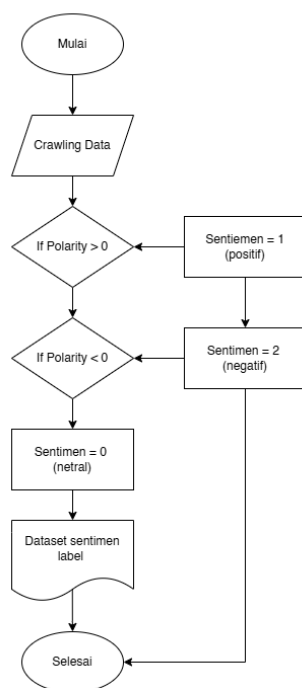 Mulai
Crawling Data
If Polarity > 0
Sentiemen = 1
(positif)
If Polarity < 0
Sentimen = 2
(negatif)
Sentimen = 0
(netral)
Dataset sentimen
label
Selesai